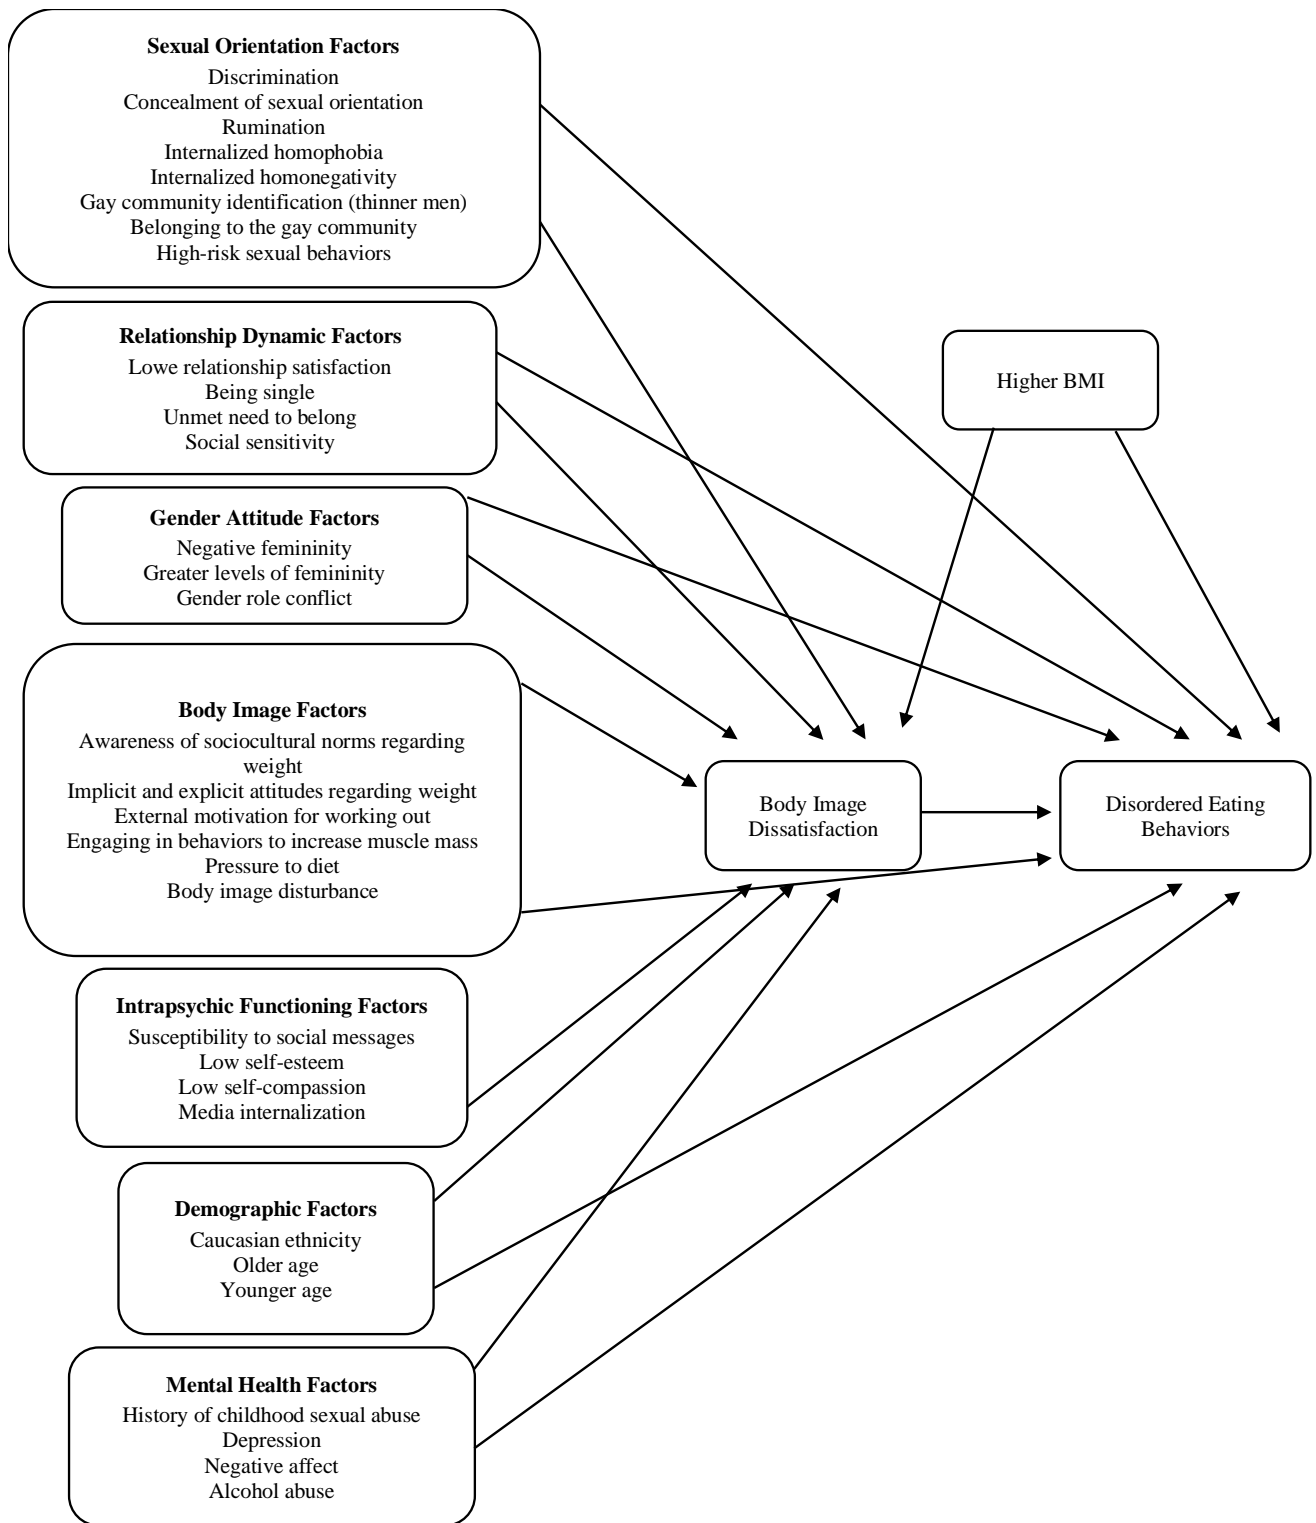 Sexual Orientation Factors
Discrimination
Concealment of sexual orientation
Rumination
Internalized homophobia
Internalized homonegativity
Gay community identification (thinner men)
Belonging to the gay community
High-risk sexual behaviors
Relationship Dynamic Factors
Lowe relationship satisfaction
Being single
Unmet need to belong
Social sensitivity
Higher BMI
Gender Attitude Factors
Negative femininity
Greater levels of femininity
Gender role conflict
Body Image Factors
Awareness of sociocultural norms regarding
weight
Implicit and explicit attitudes regarding weight
External motivation for working out
Engaging in behaviors to increase muscle mass
Pressure to diet
Body image disturbance
Body Image
Dissatisfaction
Disordered Eating
Behaviors
Intrapsychic Functioning Factors
Susceptibility to social messages
Low self-esteem
Low self-compassion
Media internalization
Demographic Factors
Caucasian ethnicity
Older age
Younger age
Mental Health Factors
History of childhood sexual abuse
Depression
Negative affect
Alcohol abuse